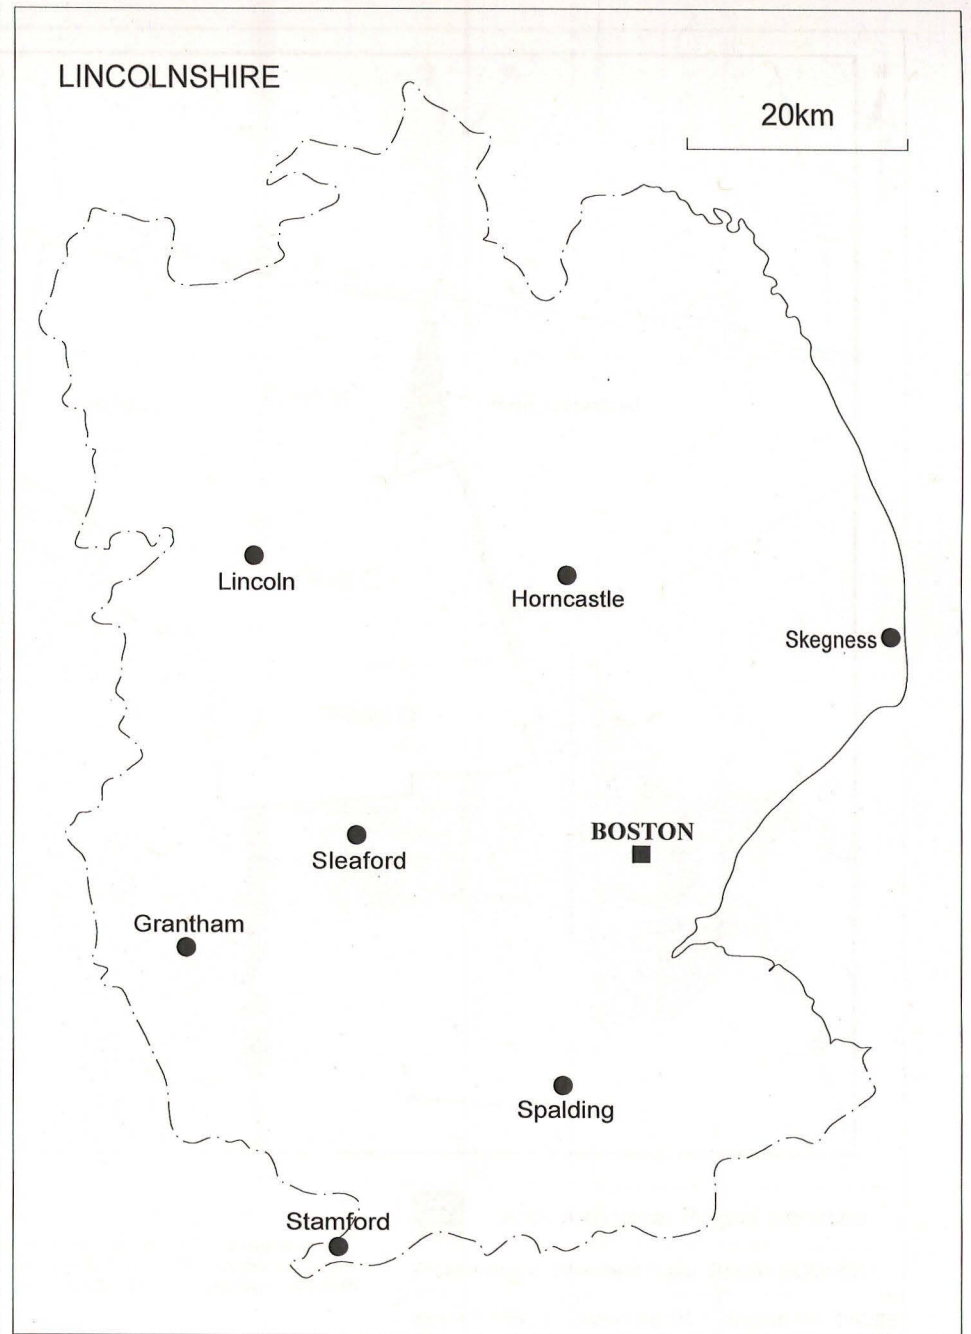 LINCOLNSHIRE
20km
Lincoln
Horncastle
Skegness
BOSTON
Sleaford
Grantham
Spalding
Stamford